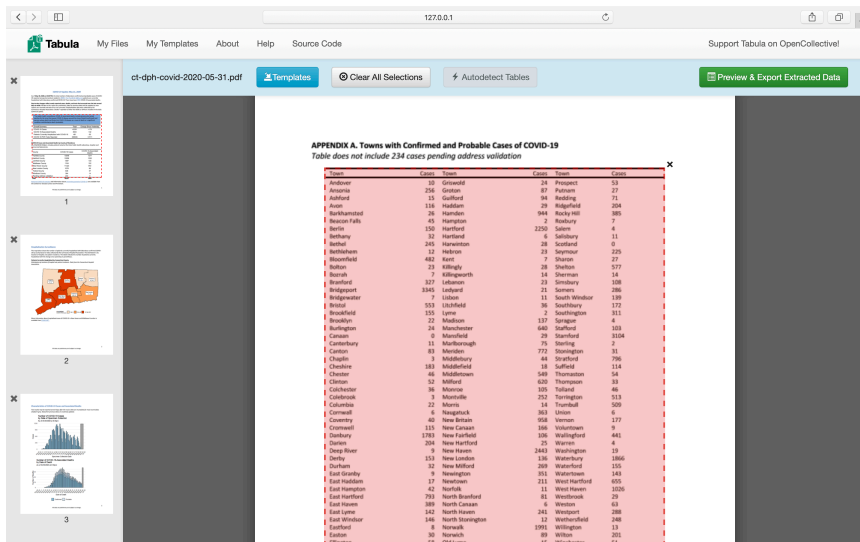 127.0.0.1
Tabula My Files My Templates About Help Source Code Support Tabula on OpenCollective!
ct-dph-covid-2020-05-31.pdf Templates Clear All Selections Autodetect Tables Preview & Export Extracted Data
APPENDIX A. Towns with Confirmed and Probable Cases of COVID-19
Table does not include 234 cases pending address validation
Town Cases Town Cases Town Cases
Andover 10 Griswold 24 Prospect 53
Ansonia 256 Groton 87 Putnam 27
Ashford 15 Guilford 94 Redding 71
Avon 116 Haddam 29 Ridgefield 204
Barkhamsted 26 Hamden 944 Rocky Hill 385
Beacon Falls 45 Hampton 2 Roxbury 7
Berlin 150 Hartford 2250 Salem 4
Bethany 32 Hartland 6 Salisbury 11
Bethel 245 Harwinton 28 Scotland 0
Bethlehem 12 Hebron 23 Seymour 225
Bloomfield 482 Kent 7 Sharon 27
Bolton 23 Killingly 28 Shelton 577
Bozrah 7 Killingworth 14 Sherman 14
Branford 327 Lebanon 23 Simsbury 108
Bridgeport 3345 Ledyard 21 Somers 286
Bridgewater 7 Lisbon 11 South Windsor 139
Bristol 553 Litchfield 36 Southbury 172
Brookfield 155 Lyme 2 Southington 311
Brooklyn 22 Madison 137 Sprague 4
Burlington 24 Manchester 640 Stafford 103
Canaan 0 Mansfield 29 Stamford 3104
Canterbury 11 Marlborough 75 Sterling 2
Canton 83 Meriden 772 Stonington 31
Chaplin 3 Middlebury 44 Stratford 796
Cheshire 183 Middlefield 18 Suffield 114
Chester 46 Middletown 549 Thomaston 54
Clinton 52 Milford 620 Thompson 33
Colchester 36 Monroe 105 Tolland 46
Colebrook 3 Montville 252 Torrington 513
Columbia 22 Morris 14 Trumbull 509
Cornwall 6 Naugatuck 363 Union 6
Coventry 40 New Britain 958 Vernon 177
Cromwell 115 New Canaan 166 Voluntown 9
Danbury 1783 New Fairfield 106 Wallingford 441
Darien 204 New Hartford 25 Warren 4
Deep River 9 New Haven 2443 Washington 19
Derby 153 New London 136 Waterbury 1866
Durham 32 New Milford 269 Waterford 155
East Granby 9 Newington 351 Watertown 143
East Haddam 17 Newtown 211 West Hartford 655
East Hampton 42 Norfolk 11 West Haven 1026
East Hartford 793 North Branford 81 Westbrook 29
East Haven 389 North Canaan 6 Weston 63
East Lyme 142 North Haven 241 Westport 288
East Windsor 146 North Stonington 12 Wethersfield 248
Eastford 8 Norwalk 1991 Willington 13
Easton 30 Norwich 89 Wilton 201
1
2
3